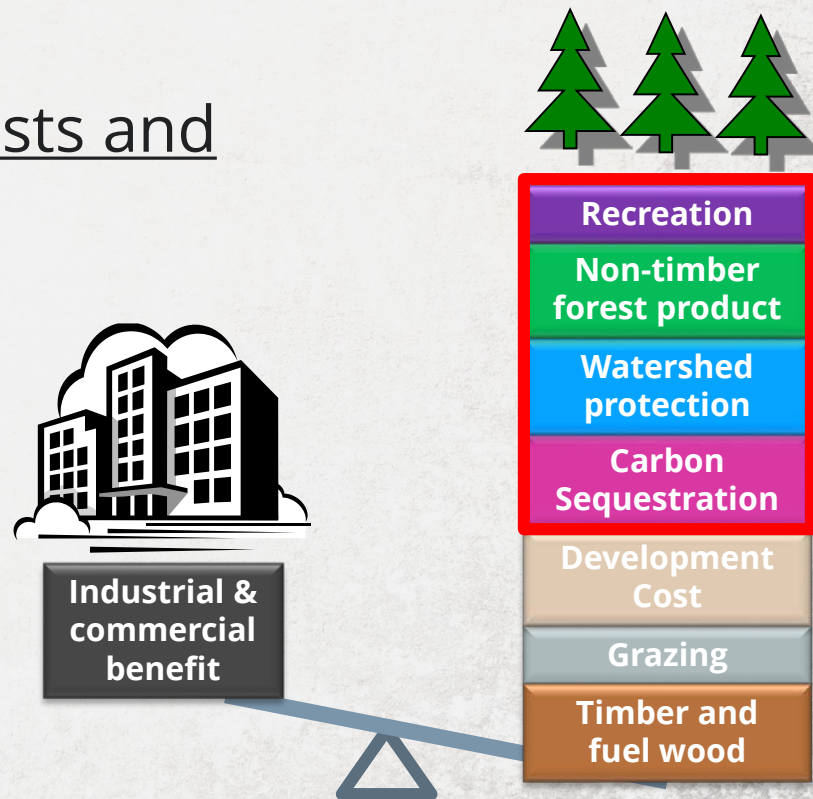 sts and
Recreation
Non-timber
forest product
Watershed
protection
Carbon
Sequestration
Development
Cost
Grazing
Timber and
fuel wood
Industrial &
commercial
benefit